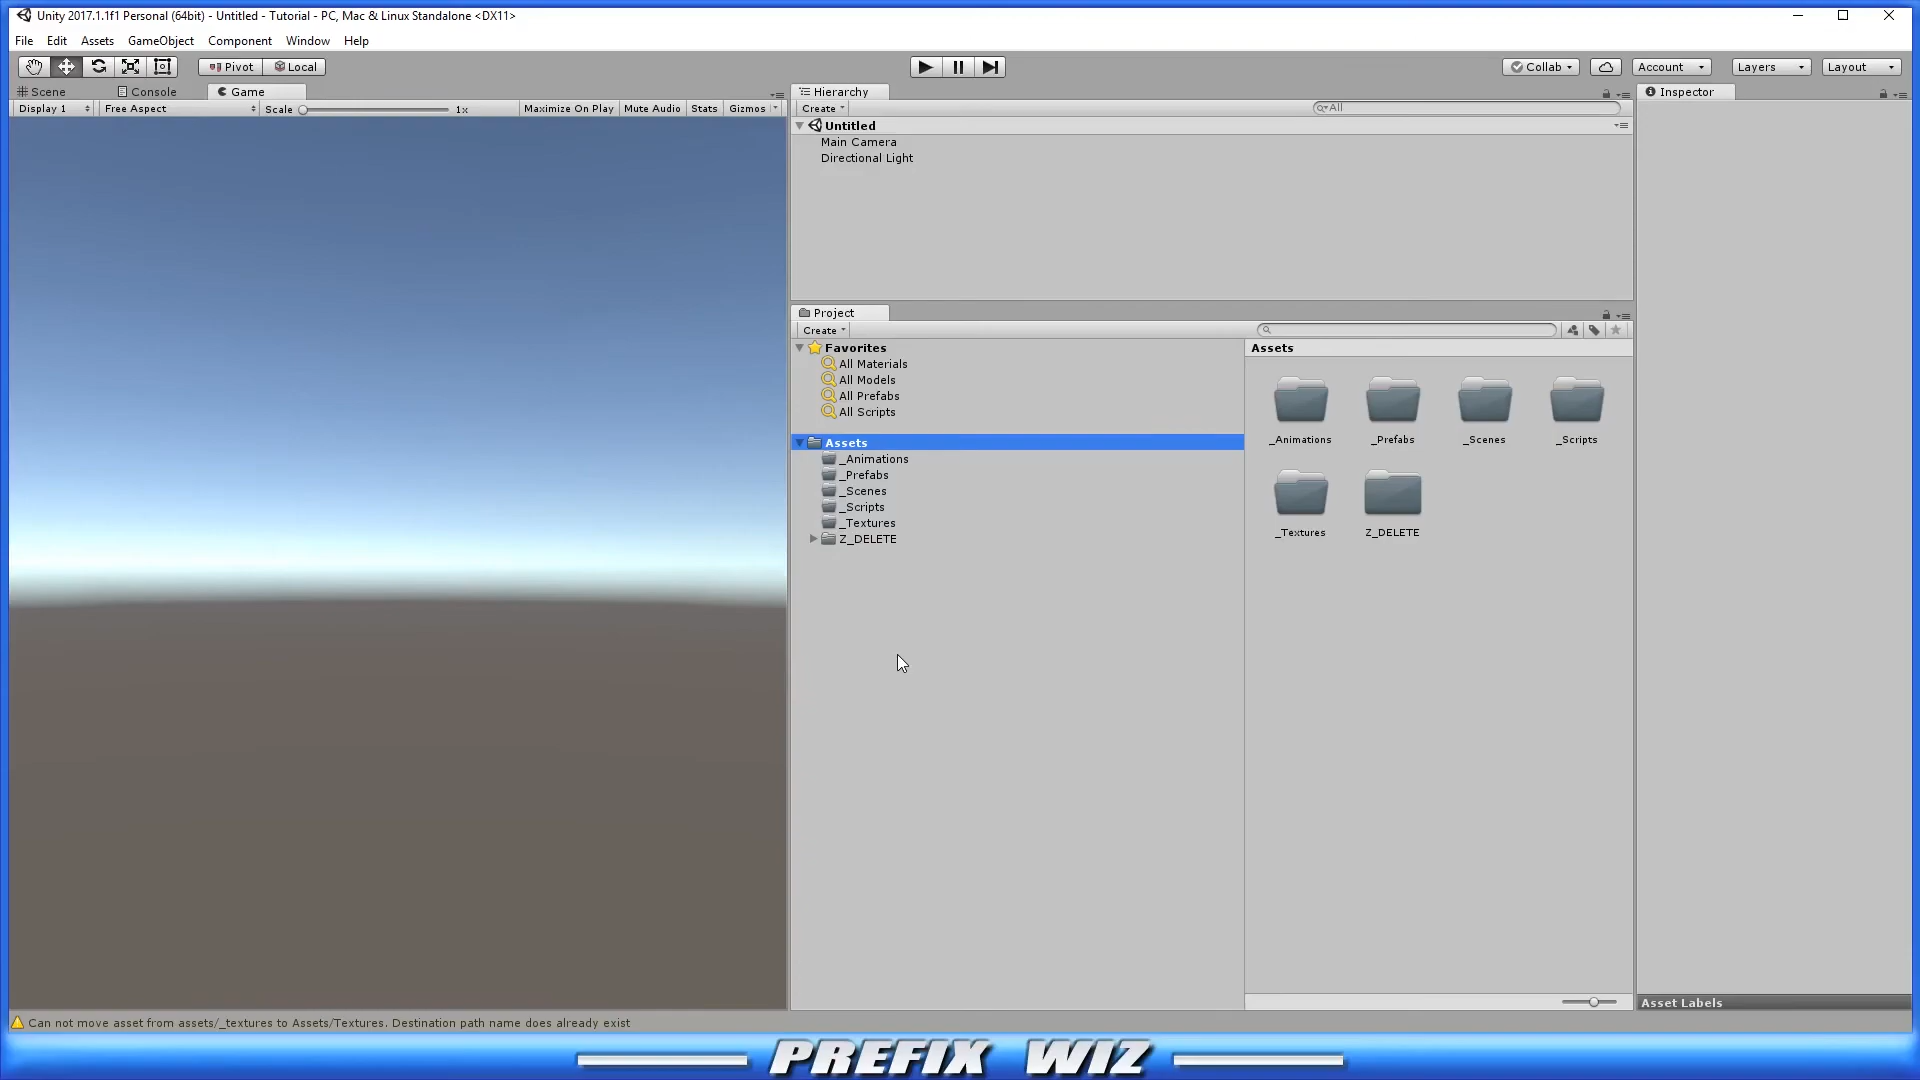 Unity 2017.1.1f1 Personal (64bit) - Untitled - Tutorial - PC, Mac & Linux Standalone <DX11>
File Edit Assets GameObject Component Window Help
Pivot Local Collab Account Layers Layout
Scene Console Game
Display 1 Free Aspect Scale 1x Maximize On Play Mute Audio Stats Gizmos
Hierarchy
Create All
Untitled
Main Camera
Directional Light
Project
Create
Favorites
All Materials
All Models
All Prefabs
All Scripts
Assets
_Animations
_Prefabs
_Scenes
_Scripts
_Textures
Z_DELETE
Assets
_Animations _Prefabs _Scenes _Scripts
_Textures Z_DELETE
Inspector
Asset Labels
Can not move asset from assets/_textures to Assets/Textures. Destination path name does already exist
PREFIX WIZ